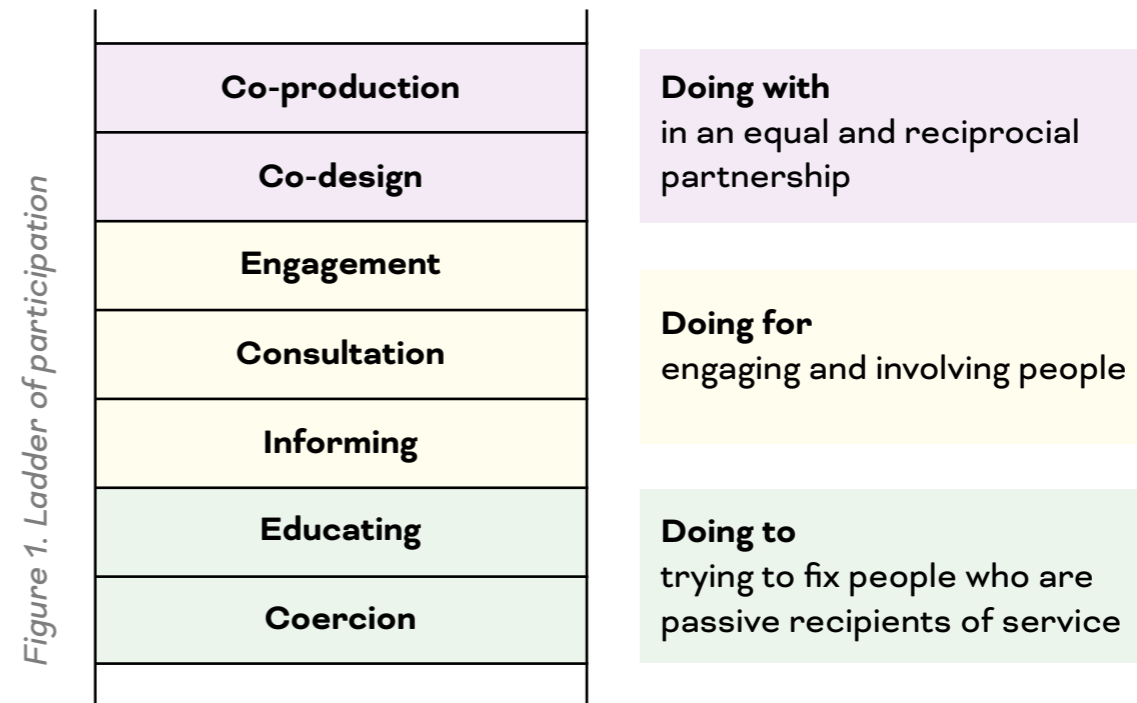 Figure 1. Ladder of participation
Co-production
Co-design
Engagement
Consultation
Informing
Educating
Coercion
Doing with
in an equal and reciprocial
partnership
Doing for
engaging and involving people
Doing to
trying to fix people who are
passive recipients of service